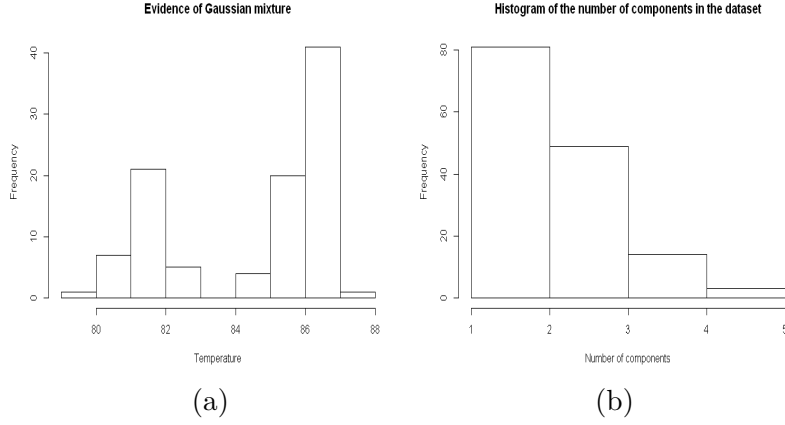 Evidence of Gaussian mixture
Frequency
0
10
20
30
40
80
82
84
86
88
Temperature
(a)
Histogram of the number of components in the dataset
Frequency
0
20
40
60
80
1
2
3
4
5
Number of components
(b)